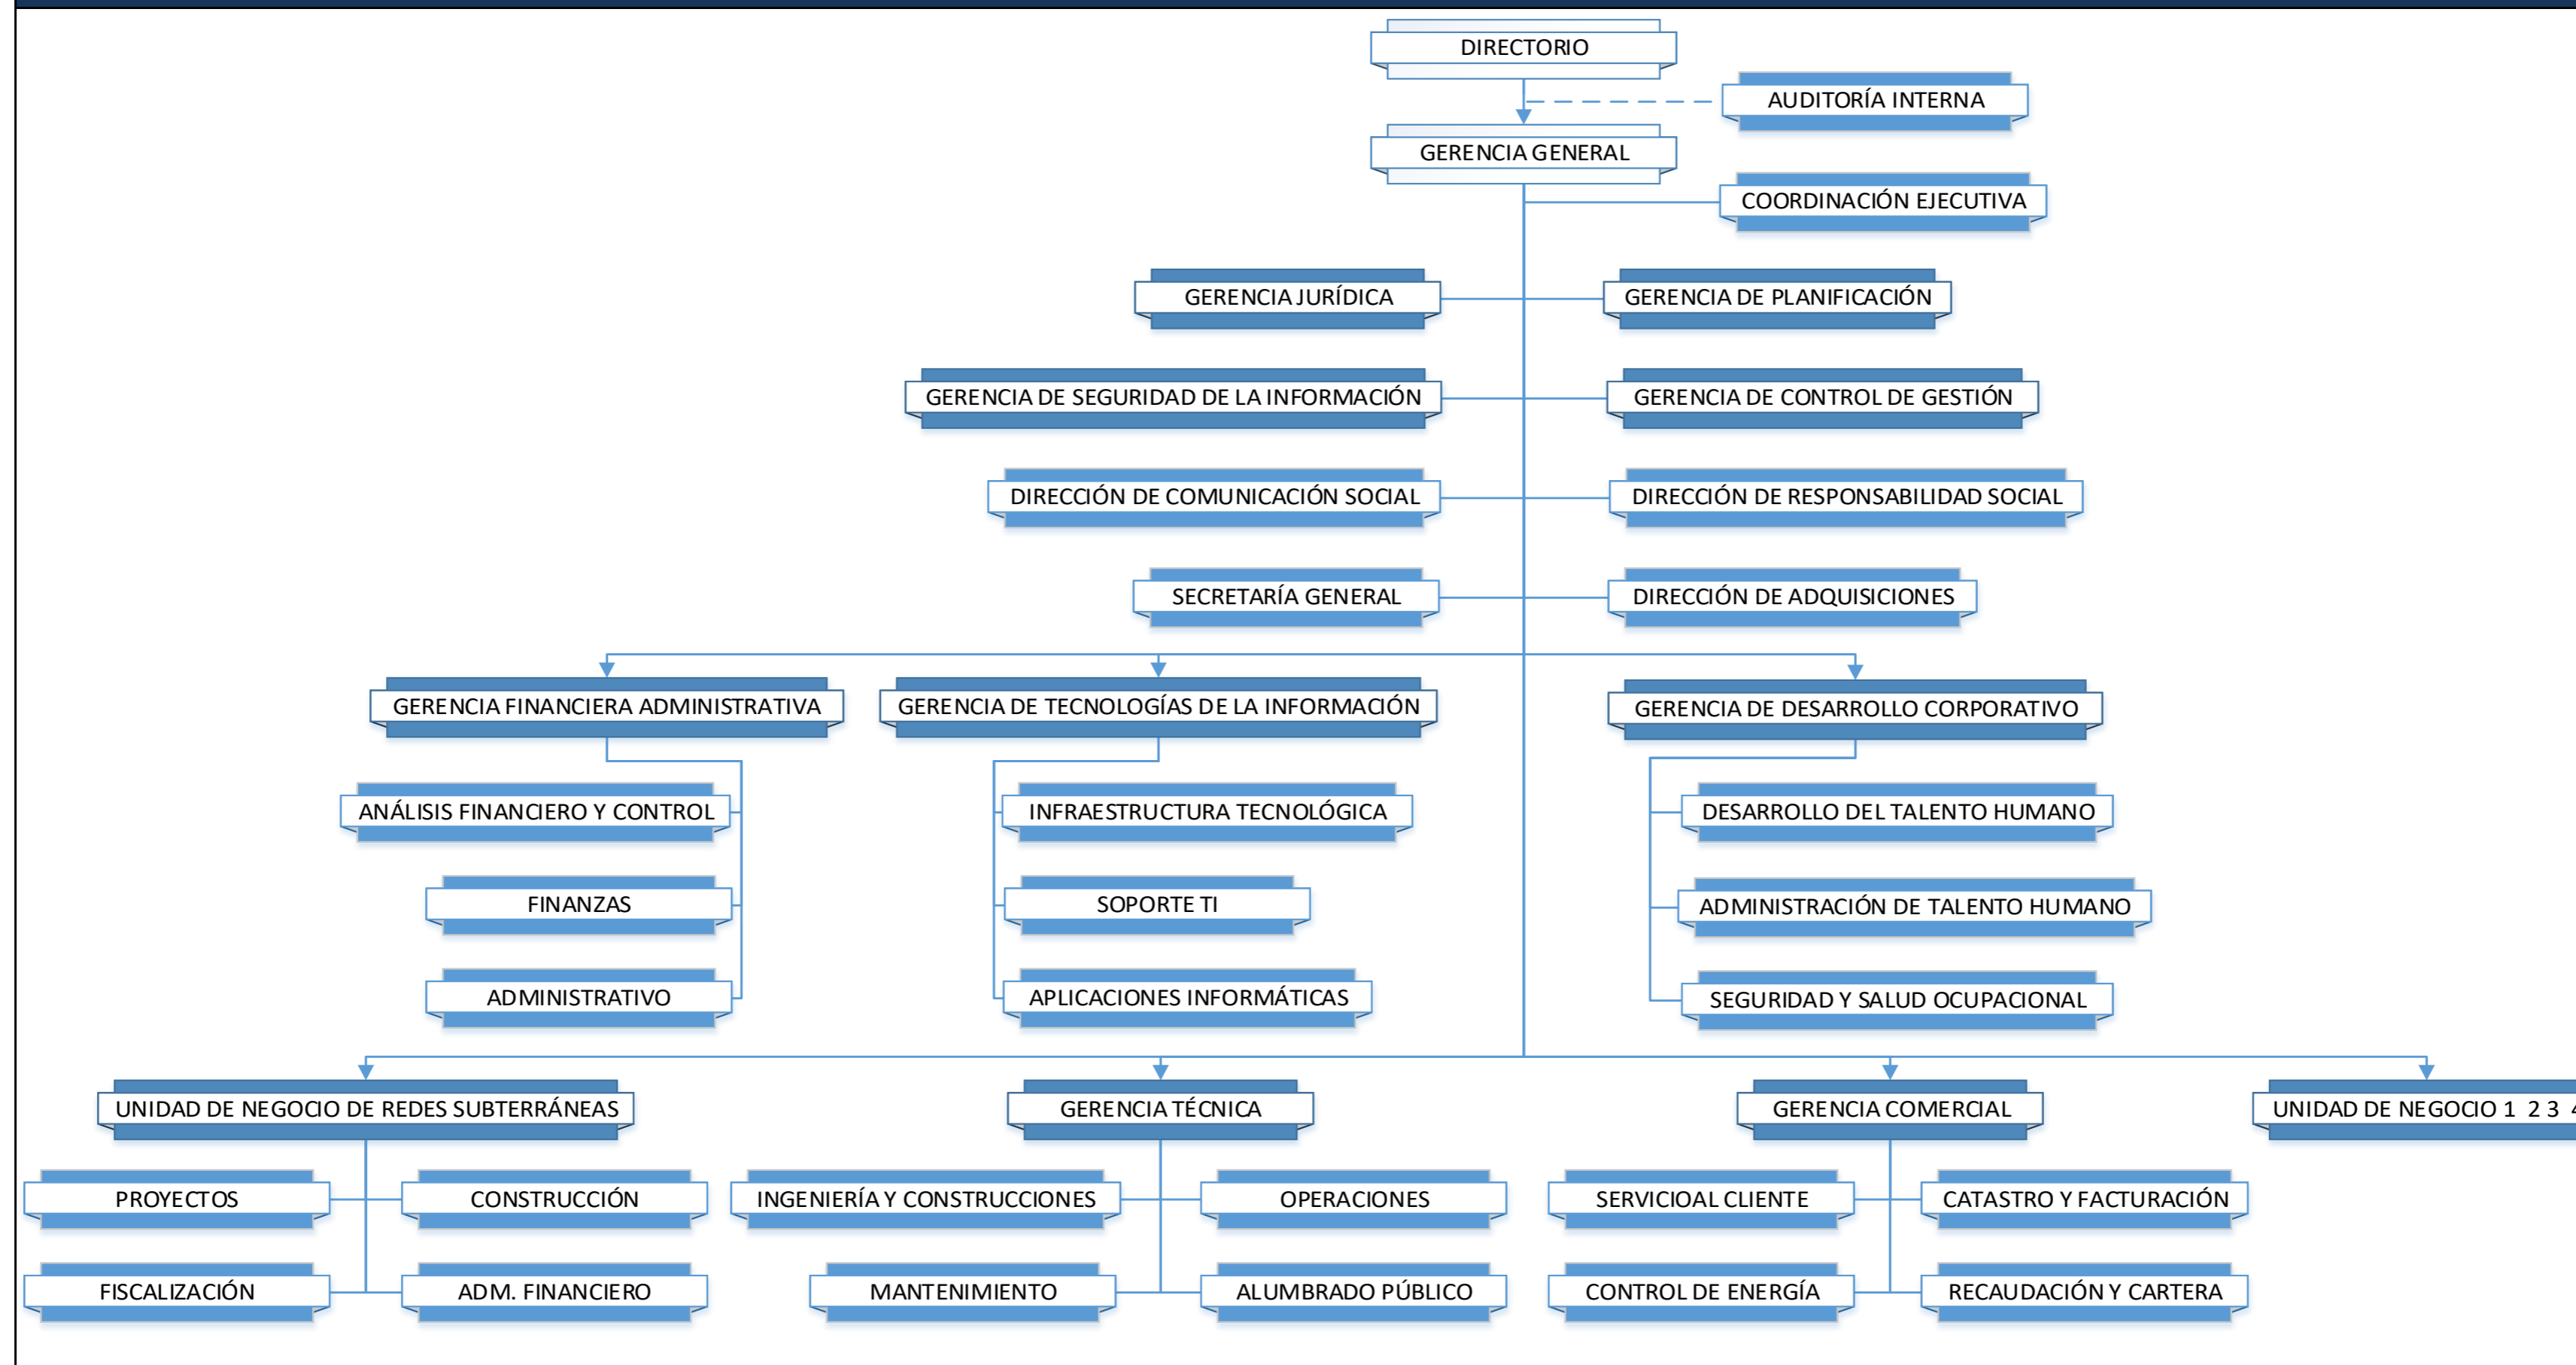 DIRECTORIO
AUDITORÍA INTERNA
GERENCIA GENERAL
COORDINACIÓN EJECUTIVA
GERENCIA JURÍDICA
GERENCIA DE PLANIFICACIÓN
GERENCIA DE SEGURIDAD DE LA INFORMACIÓN
GERENCIA DE CONTROL DE GESTIÓN
DIRECCIÓN DE COMUNICACIÓN SOCIAL
DIRECCIÓN DE RESPONSABILIDAD SOCIAL
SECRETARÍA GENERAL
DIRECCIÓN DE ADQUISICIONES
GERENCIA FINANCIERA ADMINISTRATIVA
GERENCIA DE TECNOLOGÍAS DE LA INFORMACIÓN
GERENCIA DE DESARROLLO CORPORATIVO
ANÁLISIS FINANCIERO Y CONTROL
INFRAESTRUCTURA TECNOLÓGICA
DESARROLLO DEL TALENTO HUMANO
FINANZAS
SOPORTE TI
ADMINISTRACIÓN DE TALENTO HUMANO
ADMINISTRATIVO
APLICACIONES INFORMÁTICAS
SEGURIDAD Y SALUD OCUPACIONAL
UNIDAD DE NEGOCIO DE REDES SUBTERRÁNEAS
GERENCIA TÉCNICA
GERENCIA COMERCIAL
UNIDAD DE NEGOCIO 1 2 3 4
PROYECTOS
CONSTRUCCIÓN
INGENIERÍA Y CONSTRUCCIONES
OPERACIONES
SERVICIOAL CLIENTE
CATASTRO Y FACTURACIÓN
FISCALIZACIÓN
ADM. FINANCIERO
MANTENIMIENTO
ALUMBRADO PÚBLICO
CONTROL DE ENERGÍA
RECAUDACIÓN Y CARTERA